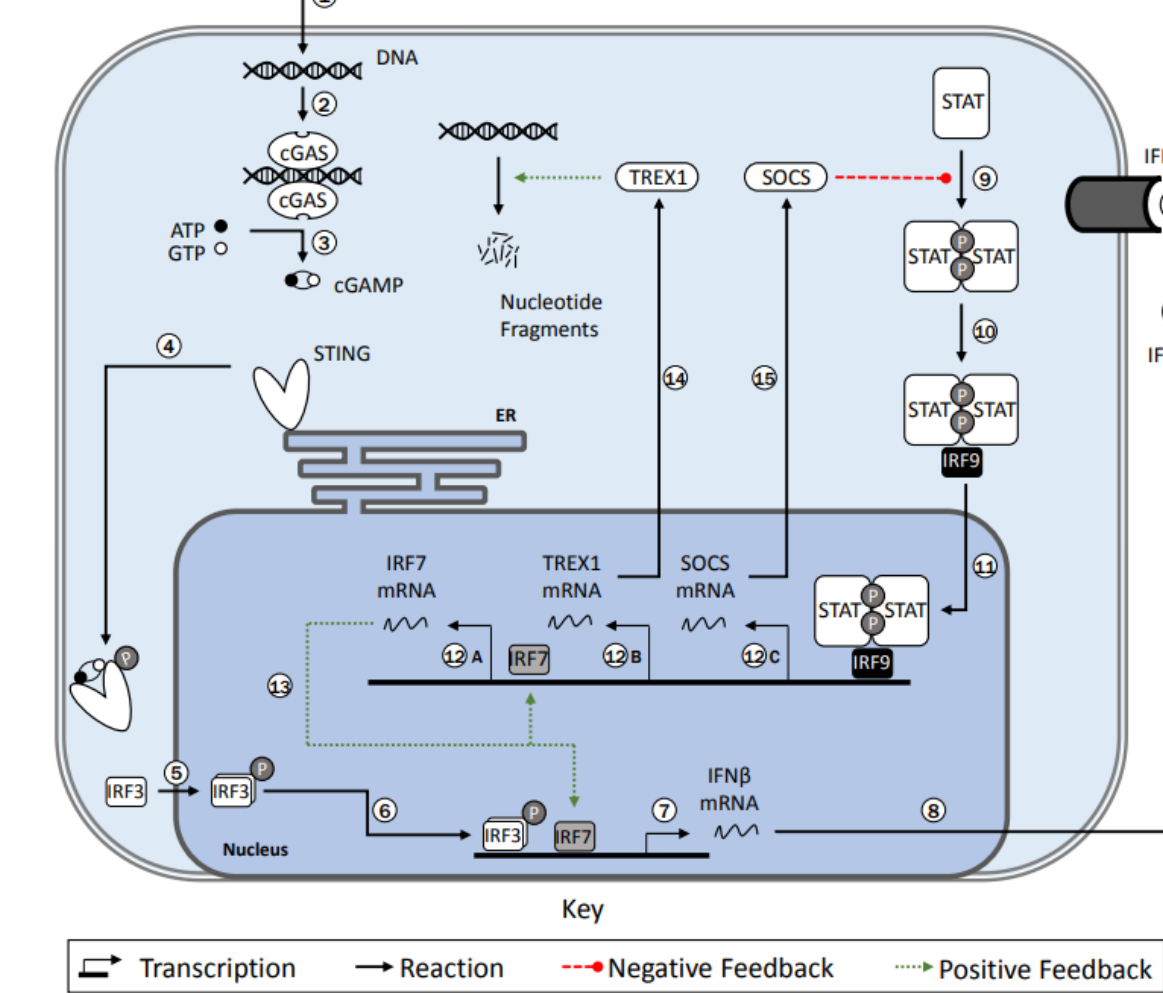 1
DNA
2
cGAS
cGAS
ATP
GTP
3
cGAMP
Nucleotide
Fragments
TREX1
SOCS
STAT
9
STAT
P
P
STAT
10
STAT
P
P
STAT
IRF9
11
4
STING
ER
14
15
IRF7
mRNA
TREX1
mRNA
SOCS
mRNA
STAT
P
P
STAT
IRF9
12 A
IRF7
12 B
12 C
13
P
IRF3
5
IRF3
P
6
IRF3
P
IRF7
7
IFNβ
mRNA
8
Nucleus
Key
Transcription
Reaction
Negative Feedback
Positive Feedback